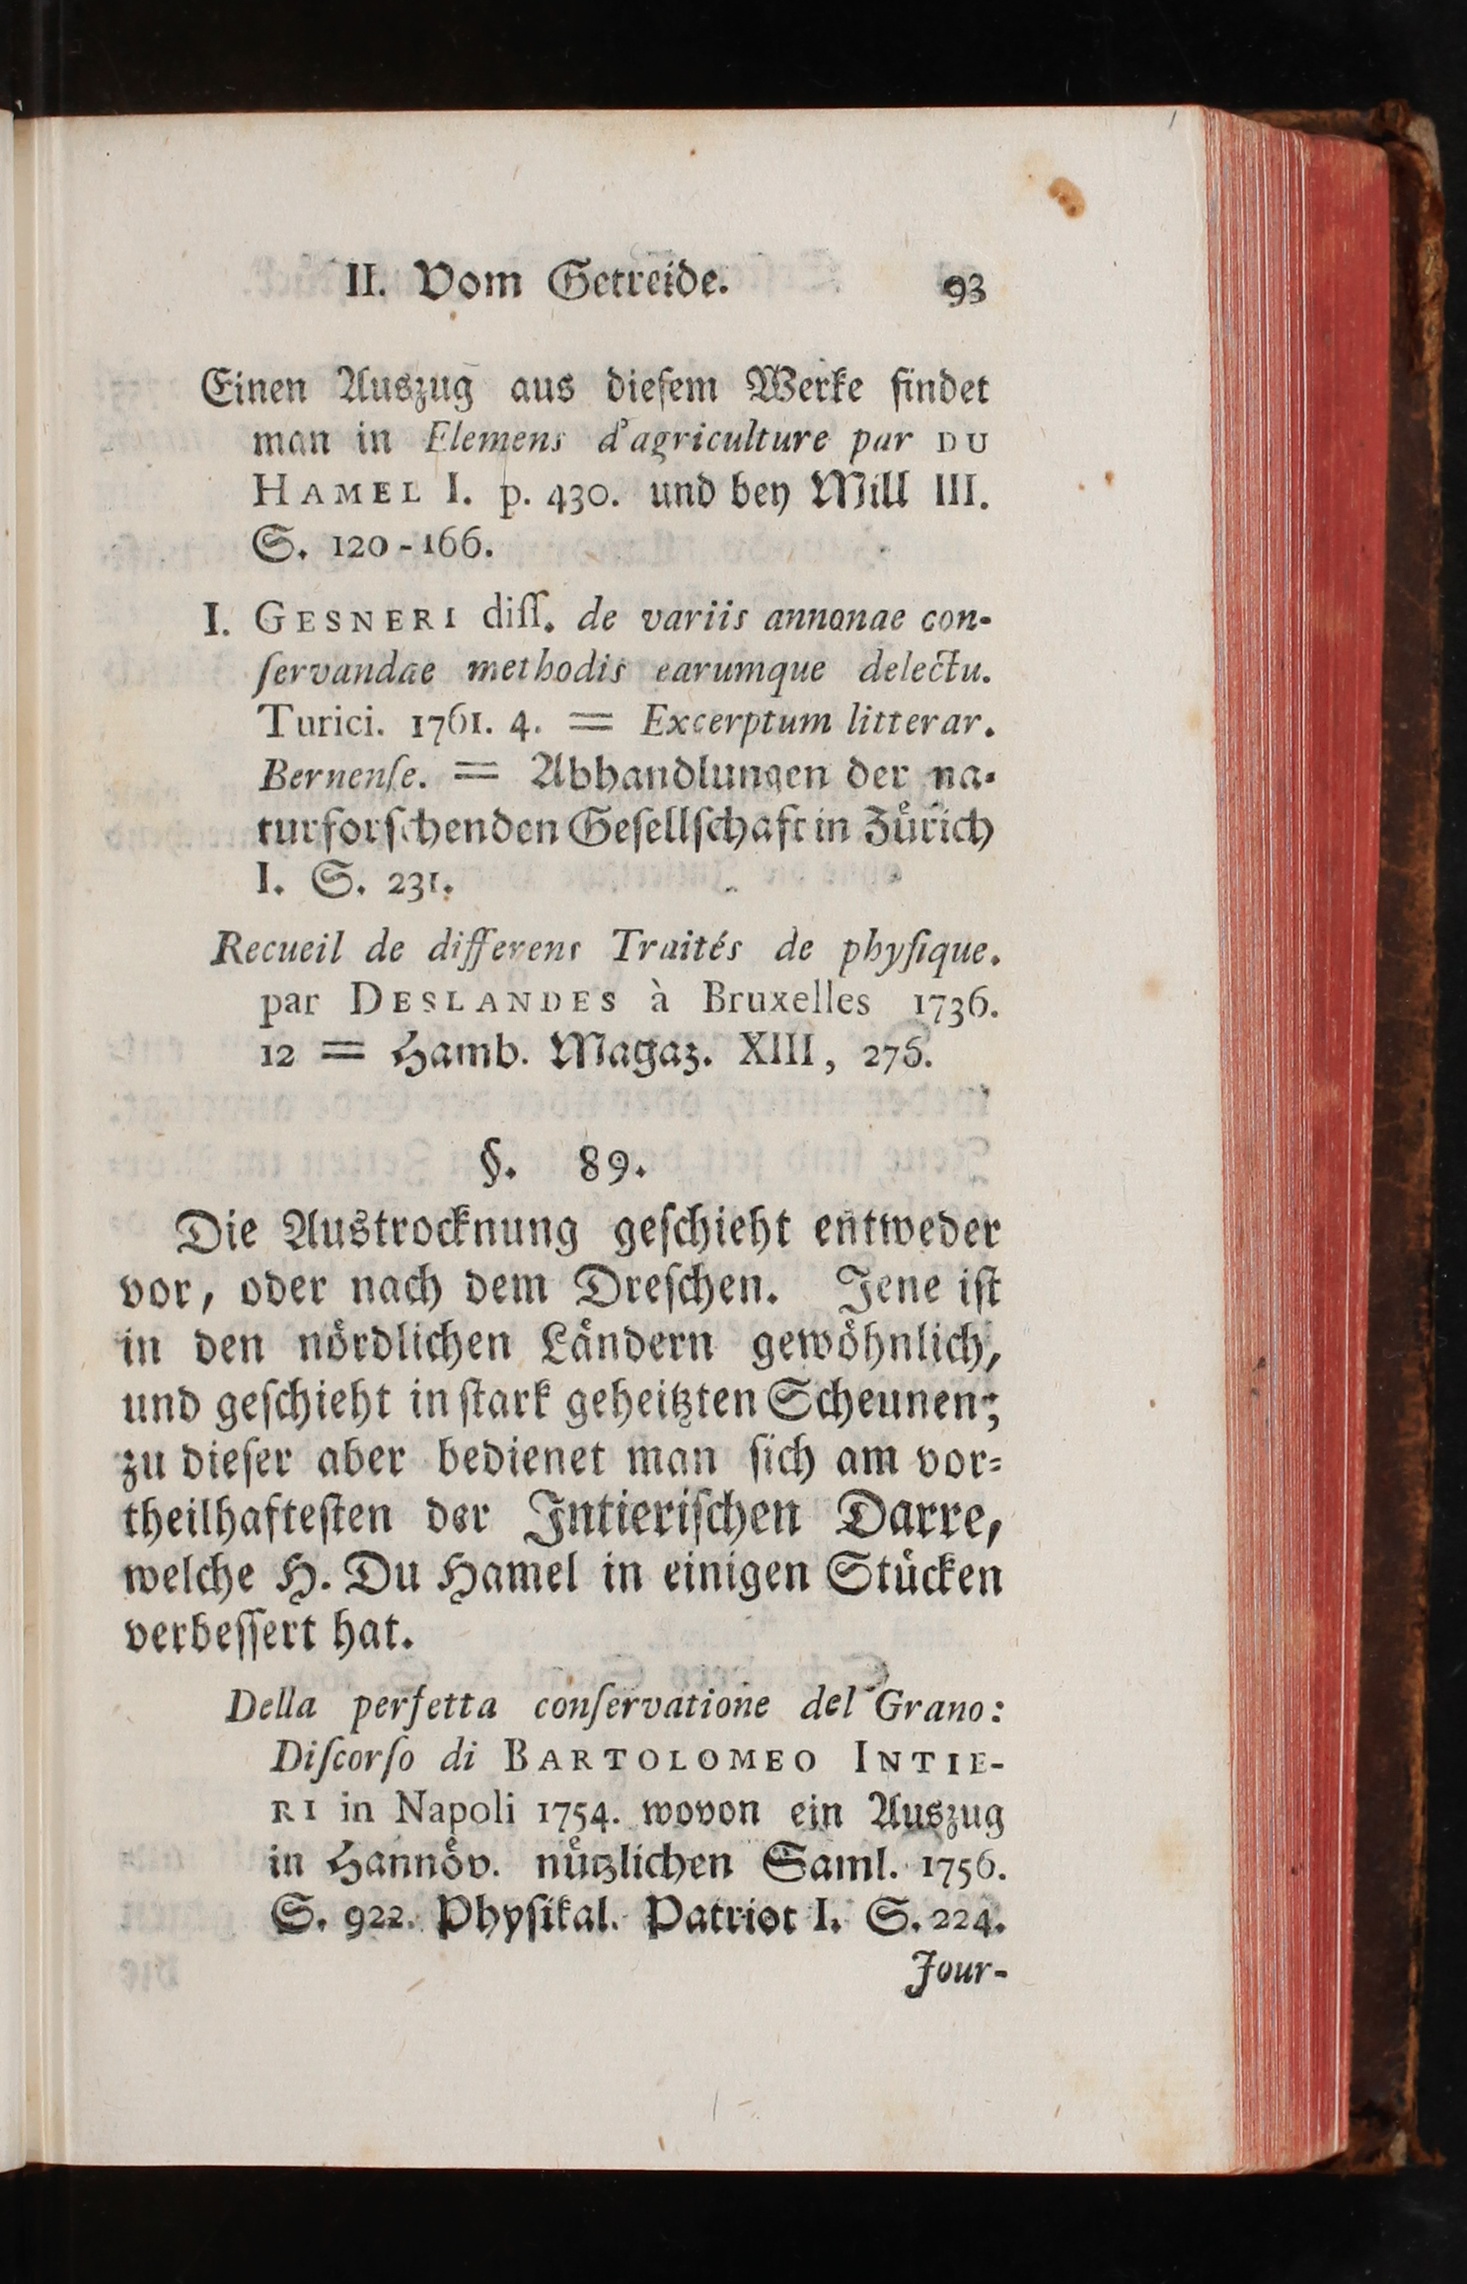 II. Vom Getreide. 93
Einen Auszug aus dieſem Werke findet
man in Elemens d'agriculture par DU
HAMEL I. p. 430. und bey Mill III.
S. 120-166.
I. GESNERI diſſ. de variis annonae con-
ſervandae methodis earumque delectu.
Turici. 1761. 4. = Excerptum litterar.
Bernenſe. = Abhandlungen der na-
turforſchenden Geſellſchaft in Zürich
I. S. 231.
Recueil de differens Traités de phyſique.
par DESLANDES à Bruxelles 1736.
12 = Hamb. Magaz. XIII, 276.
§. 89.
Die Austrocknung geſchieht entweder
vor, oder nach dem Dreſchen. Jene iſt
in den nördlichen Ländern gewöhnlich,
und geſchieht in ſtark geheitzten Scheunen;
zu dieſer aber bedienet man ſich am vor-
theilhafteſten der Intieriſchen Darre,
welche H. Du Hamel in einigen Stücken
verbeſſert hat.
Della perfetta conſervatione del Grano:
Diſcorſo di BARTOLOMEO INTIE-
RI in Napoli 1754. wovon ein Auszug
in Hannöv. nützlichen Saml. 1756.
S. 922. Phyſikal. Patriot I. S. 224.
Jour-